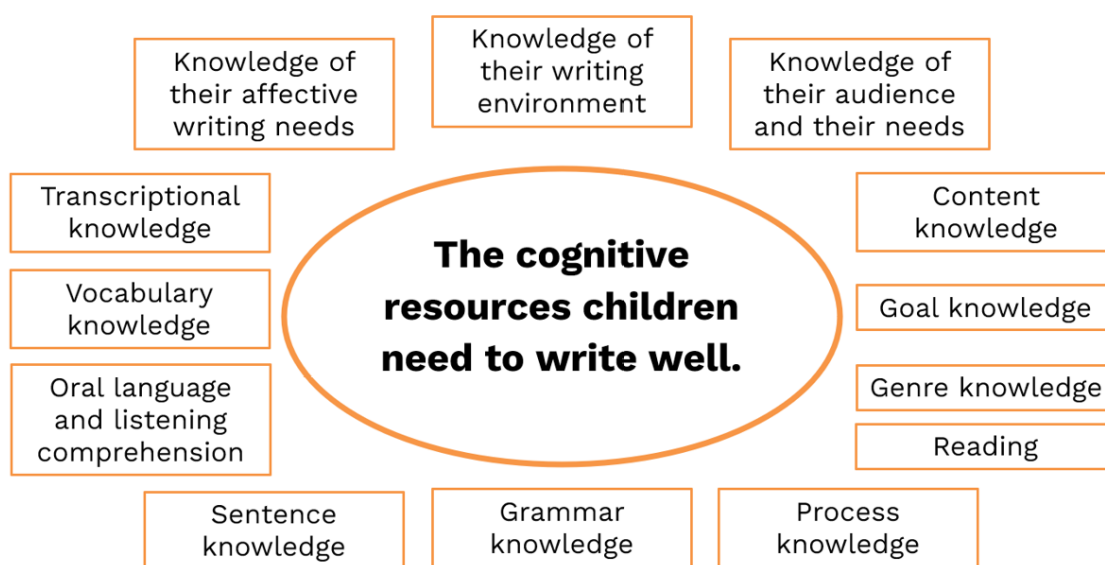 Knowledge of
their affective
writing needs
Knowledge of
their writing
environment
Knowledge of
their audience
and their needs
Transcriptional
knowledge
Vocabulary
knowledge
Oral language
and listening
comprehension
The cognitive
resources children
need to write well.
Content
knowledge
Goal knowledge
Genre knowledge
Reading
Sentence
knowledge
Grammar
knowledge
Process
knowledge